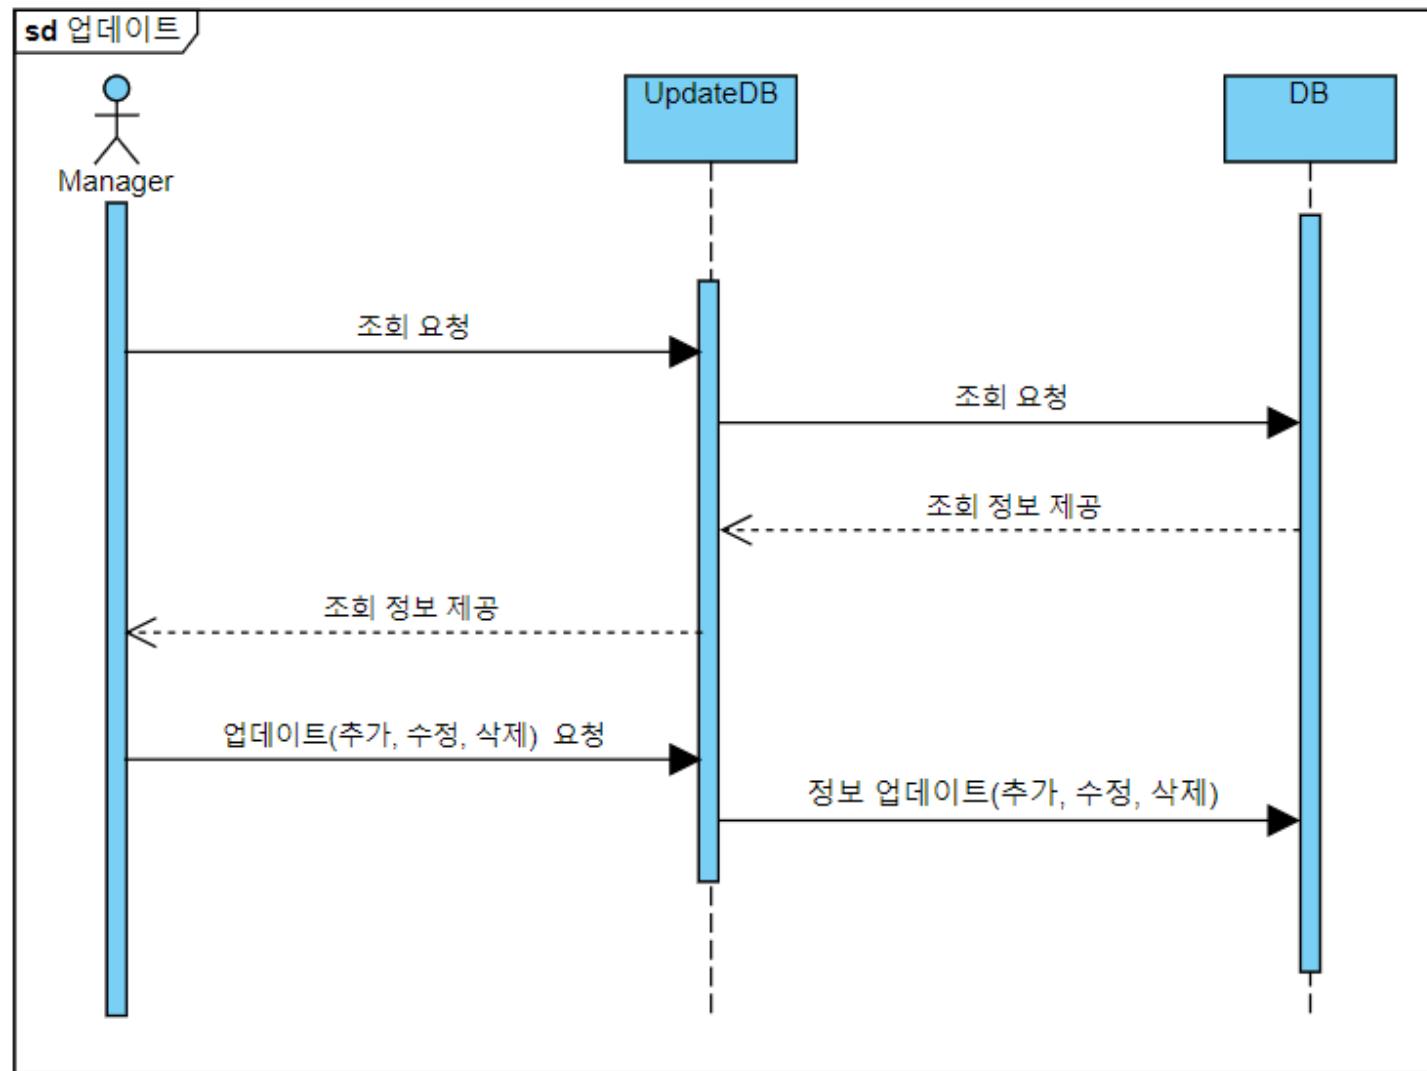 sd 업데이트
Manager
UpdateDB
DB
조회 요청
조회 요청
조회 정보 제공
조회 정보 제공
업데이트(추가, 수정, 삭제) 요청
정보 업데이트(추가, 수정, 삭제)